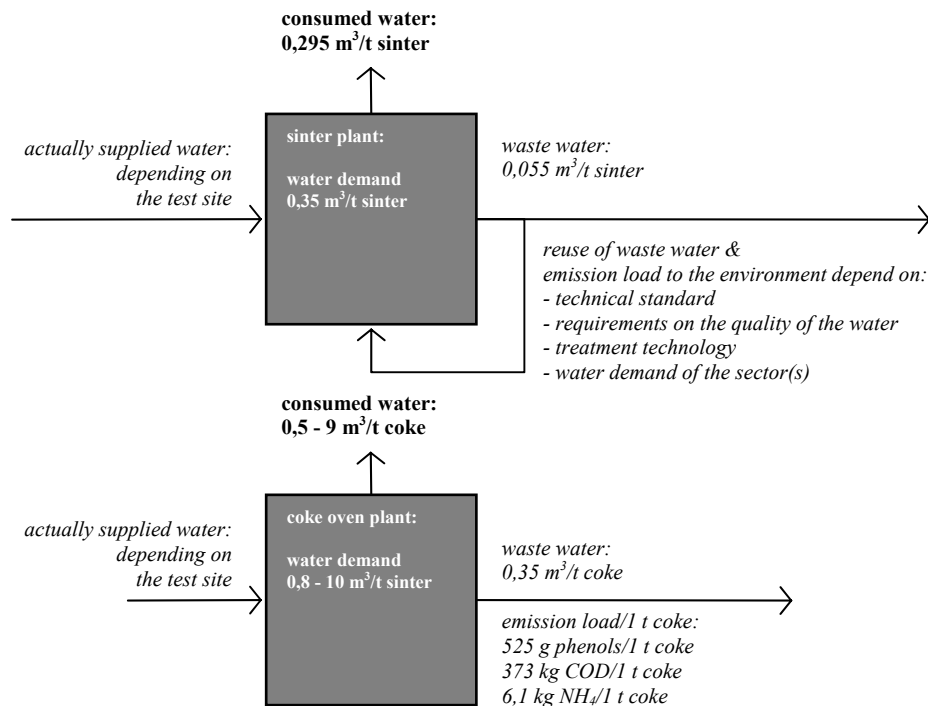 consumed water:
0,295 m³/t sinter
actually supplied water:
depending on
the test site
sinter plant:
water demand
0,35 m³/t sinter
waste water:
0,055 m³/t sinter
reuse of waste water &
emission load to the environment depend on:
- technical standard
- requirements on the quality of the water
- treatment technology
- water demand of the sector(s)
consumed water:
0,5 - 9 m³/t coke
actually supplied water:
depending on
the test site
coke oven plant:
water demand
0,8 - 10 m³/t sinter
waste water:
0,35 m³/t coke
emission load/1 t coke:
525 g phenols/1 t coke
373 kg COD/1 t coke
6,1 kg NH₄/1 t coke